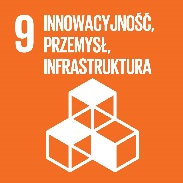 9 INNOWACYJNOŚĆ,
PRZEMYSŁ,
INFRASTRUKTURA